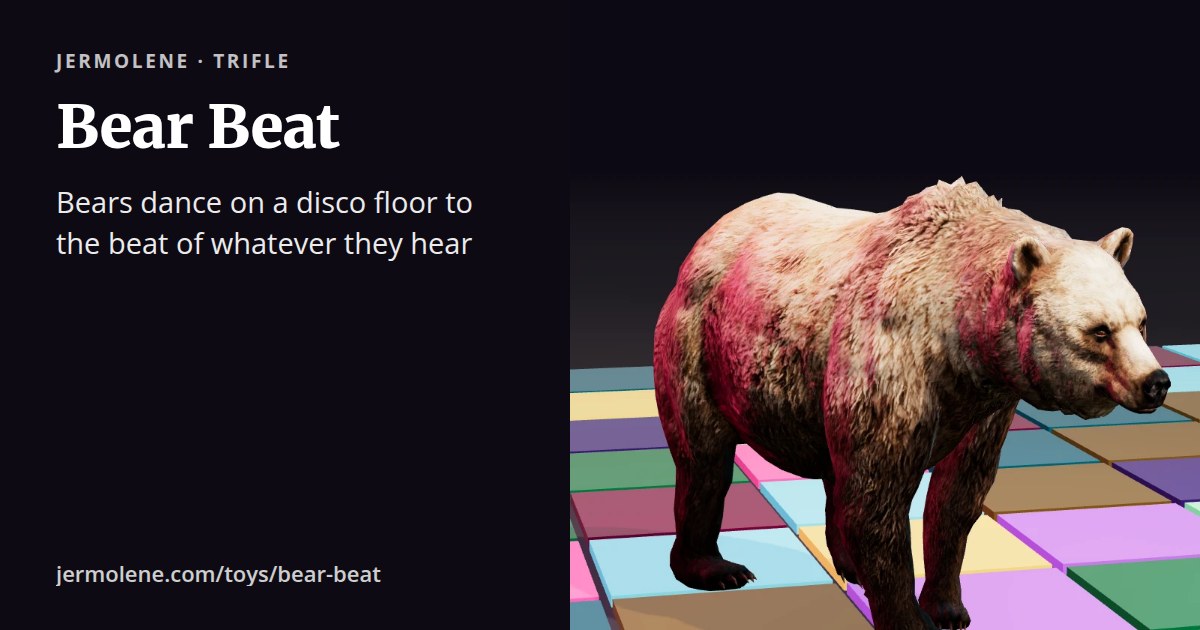 JERMOLENE · TRIFLE
Bear Beat
Bears dance on a disco floor to
the beat of whatever they hear
jermolene.com/toys/bear-beat